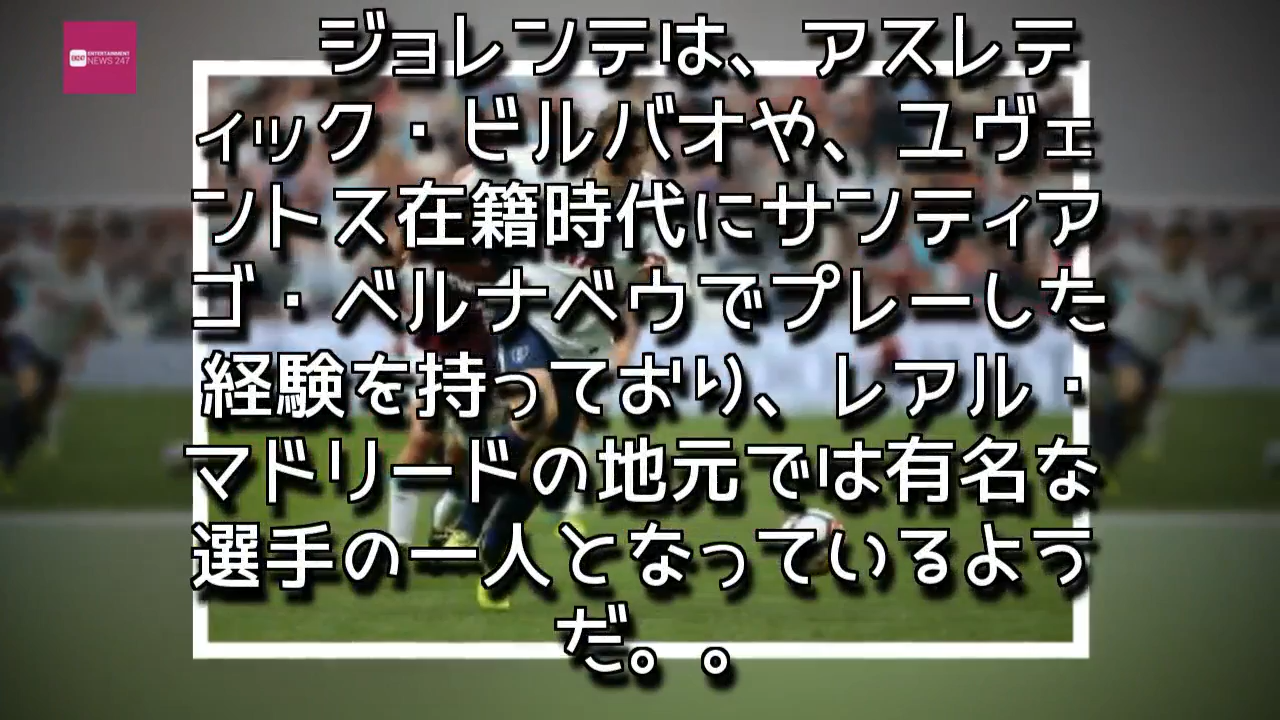 ENTERTAINMENT
NEWS 247
ジョレンテは、アスレテ
ィック・ビルバオや、ユヴェ
ントス在籍時代にサンティア
ゴ・ベルナベウでプレーした
経験を持っており、レアル・
マドリードの地元では有名な
選手の一人となっているよう
だ。。